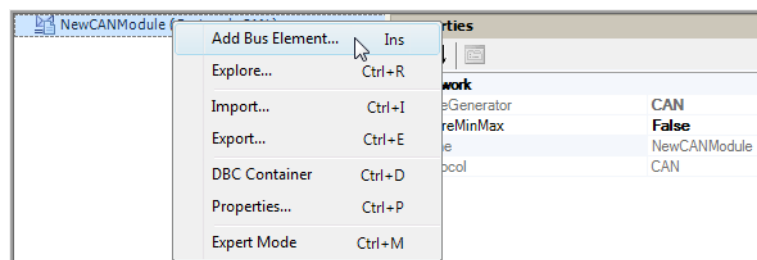 NewCANModule (
Add Bus Element... Ins
Explore... Ctrl+R
Import... Ctrl+I
Export... Ctrl+E
DBC Container Ctrl+D
Properties... Ctrl+P
Expert Mode Ctrl+M
rties
work
eGenerator CAN
reMinMax False
e NewCANModule
ocol CAN